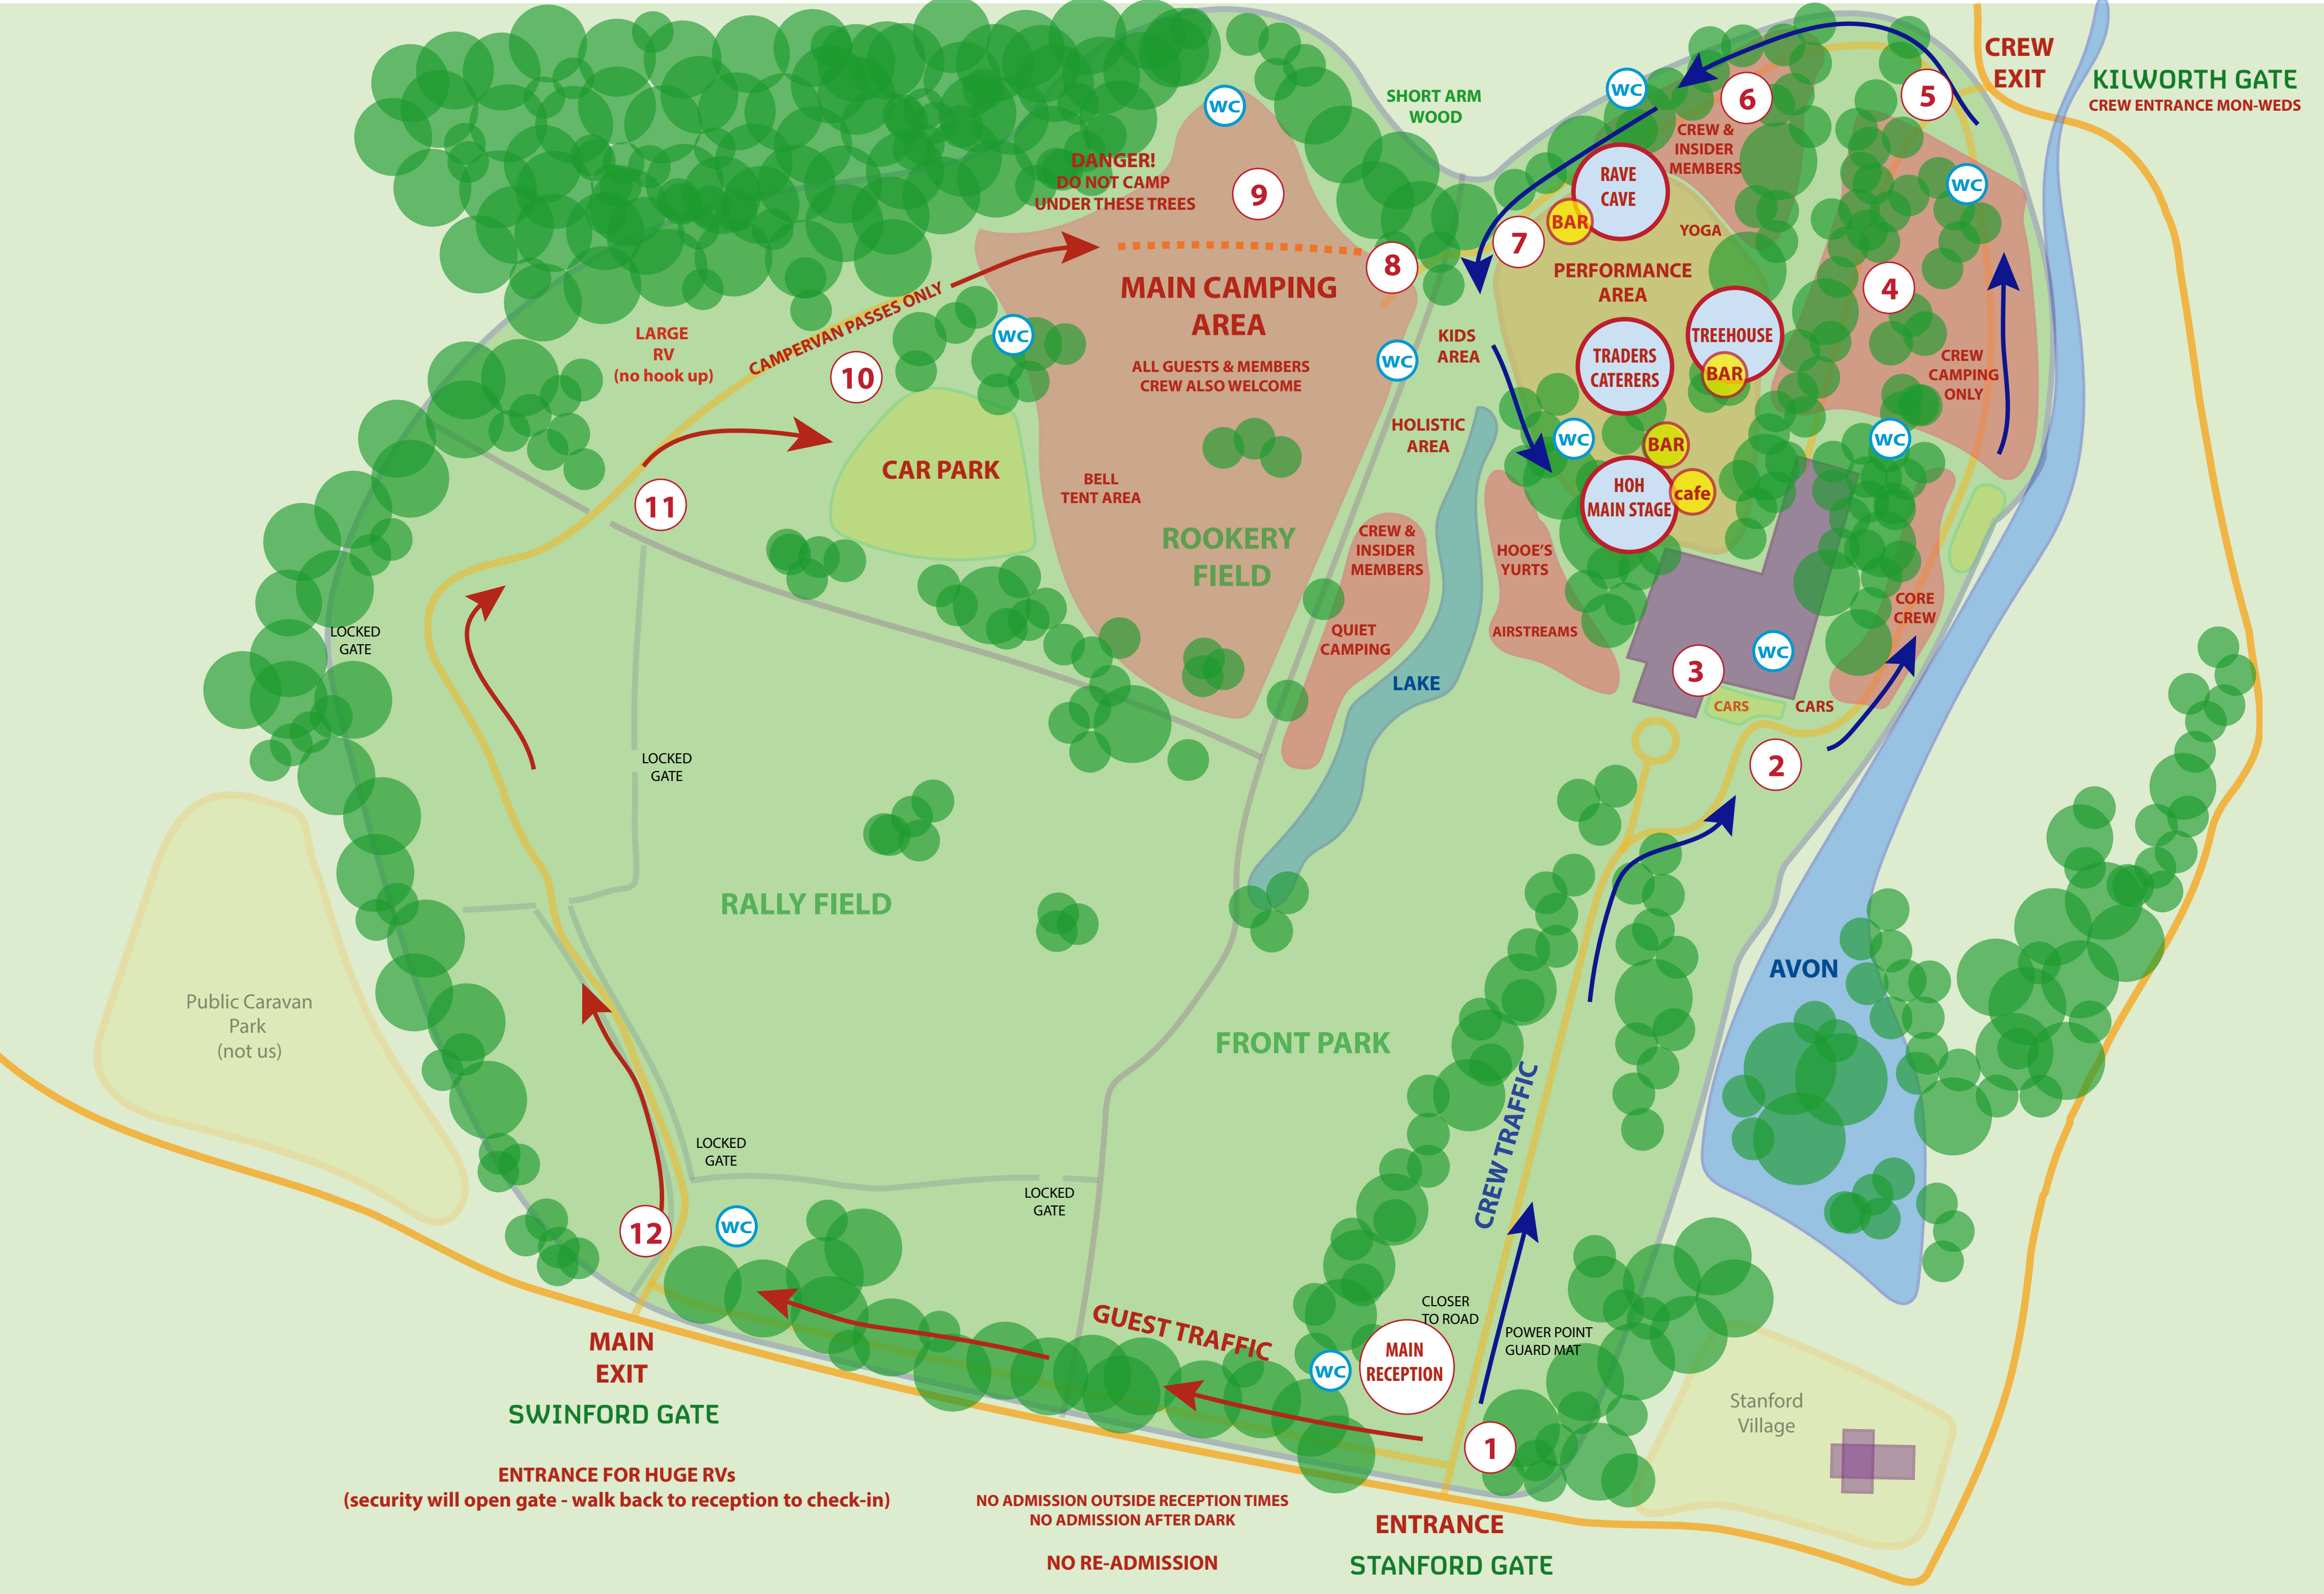 CREW
EXIT
KILWORTH GATE
CREW ENTRANCE MON-WEDS
SHORT ARM
WOOD
WC
WC
6
5
CREW &
INSIDER
MEMBERS
DANGER!
DO NOT CAMP
UNDER THESE TREES
9
RAVE
CAVE
BAR
WC
YOGA
7
8
PERFORMANCE
AREA
4
MAIN CAMPING
AREA
ALL GUESTS & MEMBERS
CREW ALSO WELCOME
CAMPERVAN PASSES ONLY
LARGE
RV
(no hook up)
WC
10
WC
KIDS
AREA
TRADERS
CATERERS
TREEHOUSE
BAR
CREW
CAMPING
ONLY
HOLISTIC
AREA
WC
BAR
WC
CAR PARK
BELL
TENT AREA
HOH
MAIN STAGE
cafe
11
ROOKERY
FIELD
CREW &
INSIDER
MEMBERS
HOOE'S
YURTS
CORE
CREW
LOCKED
GATE
QUIET
CAMPING
AIRSTREAMS
LAKE
3
WC
CARS
CARS
LOCKED
GATE
2
RALLY FIELD
AVON
Public Caravan
Park
(not us)
FRONT PARK
CREW TRAFFIC
LOCKED
GATE
LOCKED
GATE
12
WC
CLOSER
TO ROAD
POWER POINT
GUARD MAT
GUEST TRAFFIC
MAIN
RECEPTION
WC
MAIN
EXIT
SWINFORD GATE
Stanford
Village
1
ENTRANCE FOR HUGE RVs
(security will open gate - walk back to reception to check-in)
NO ADMISSION OUTSIDE RECEPTION TIMES
NO ADMISSION AFTER DARK
NO RE-ADMISSION
ENTRANCE
STANFORD GATE